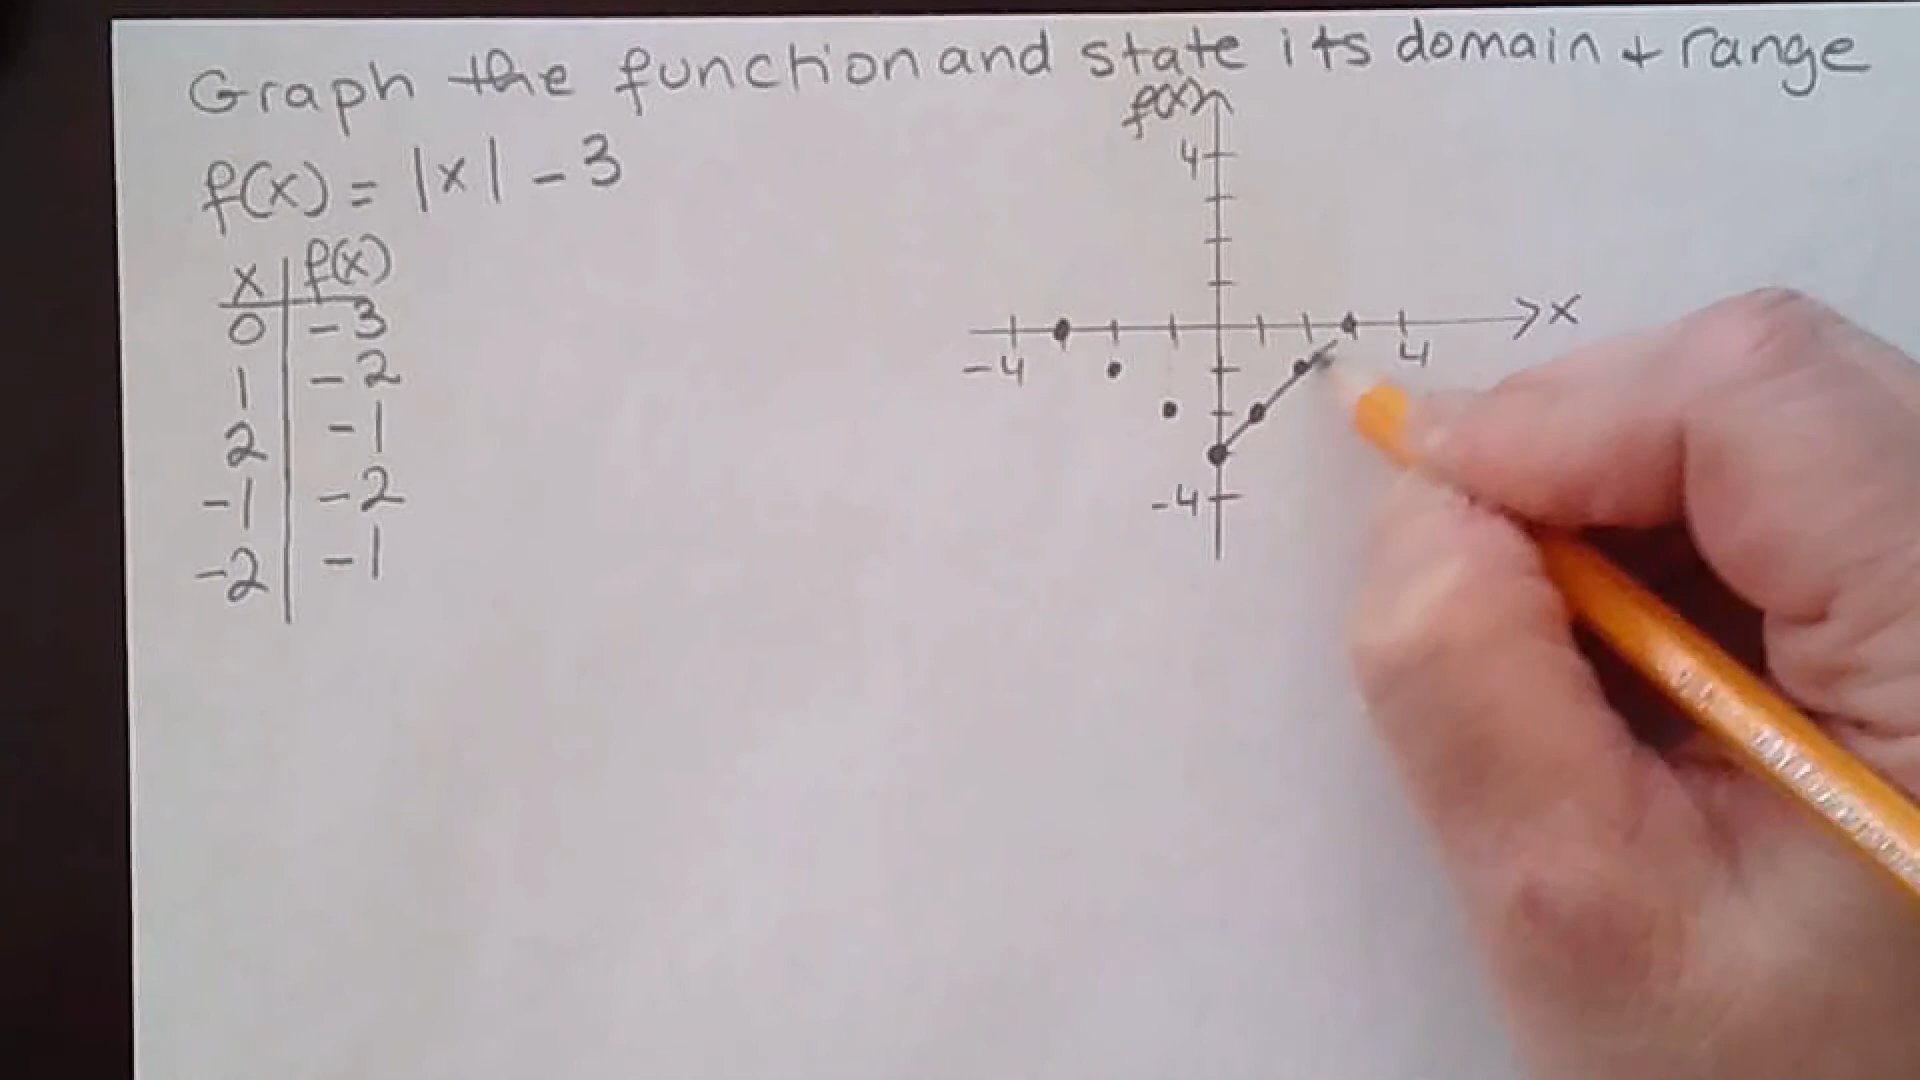 Graph the function and state its domain + range
f(x) = |x| - 3
x f(x)
0 -3
1 -2
2 -1
-1 -2
-2 -1
f(x)
4
x
-4 4
-4